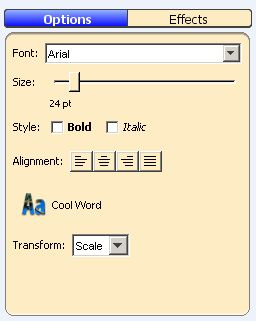 Options Effects
Font: Arial
Size:
24 pt
Style: Bold Italic
Alignment:
Aa Cool Word
Transform: Scale